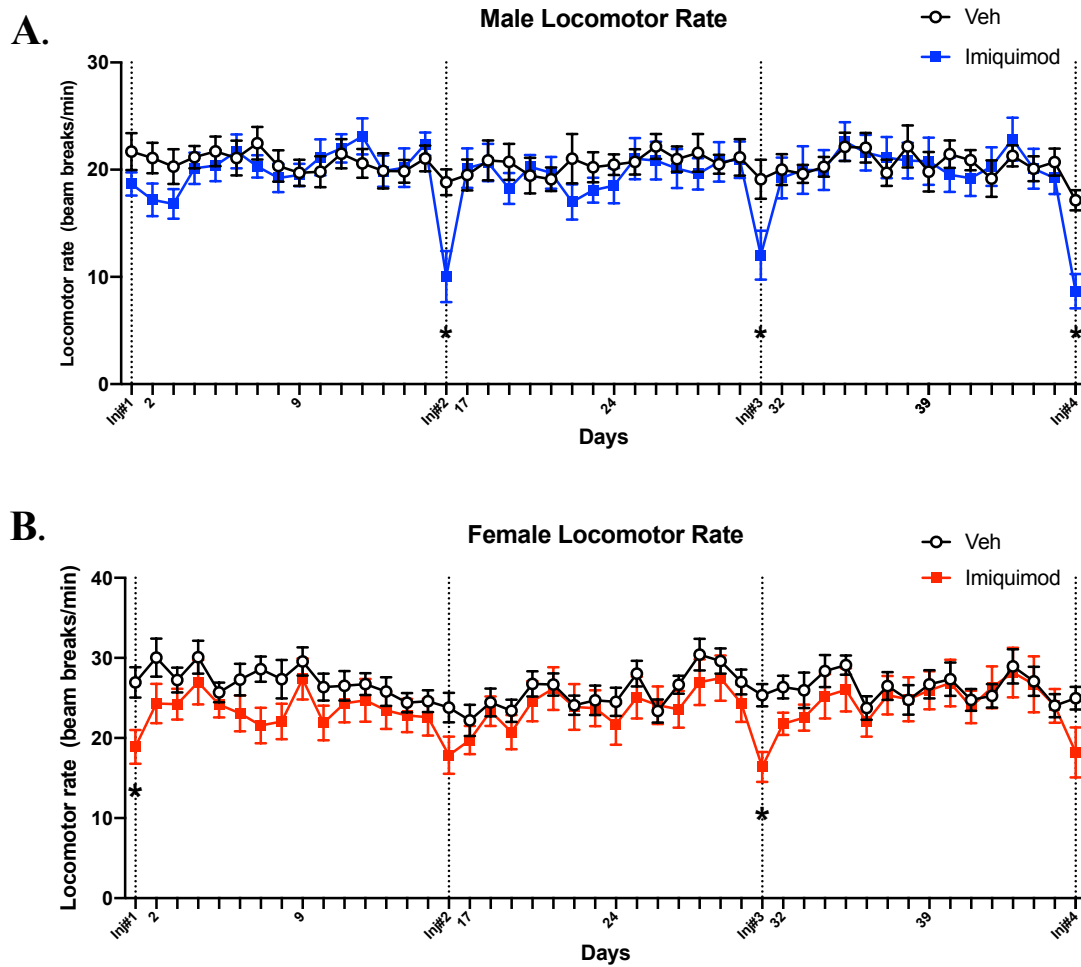 A.
Male Locomotor Rate
Veh
Imiquimod
Locomotor rate (beam breaks/min)
30
20
10
0
*
*
*
Inj#1 2 9 Inj#2 17 24 Inj#3 32 39 Inj#4
Days
B.
Female Locomotor Rate
Veh
Imiquimod
Locomotor rate (beam breaks/min)
40
30
20
10
0
*
*
Inj#1 2 9 Inj#2 17 24 Inj#3 32 39 Inj#4
Days